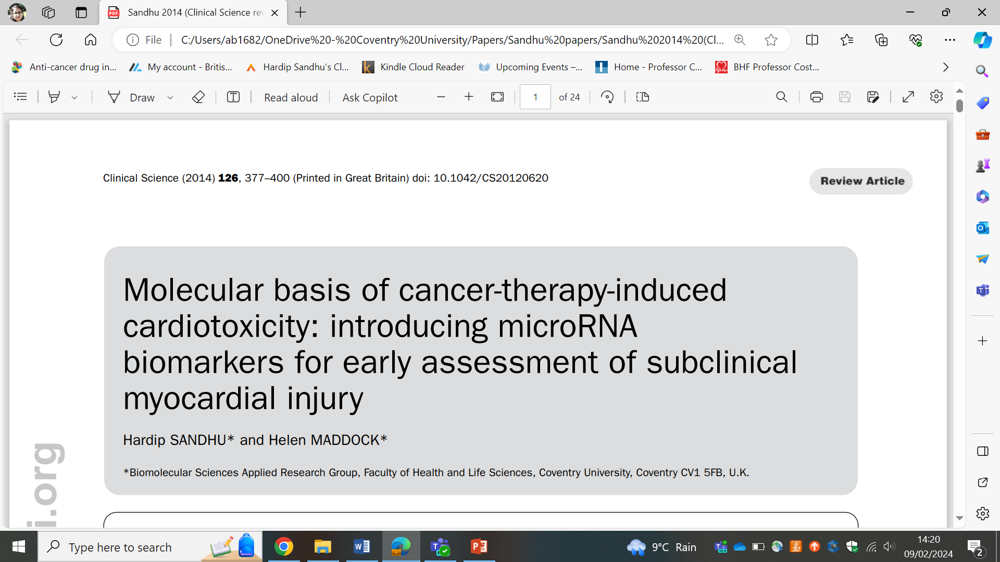 Sandhu 2014 (Clinical Science rev
File
C:/Users/ab1682/OneDrive%20-%20Coventry%20University/Papers/Sandhu%20papers/Sandhu%202014%20(Cl...
Anti-cancer drug in...
My account - Britis...
Hardip Sandhu's Cl...
Kindle Cloud Reader
Upcoming Events –...
Home - Professor C...
BHF Professor Cost...
Draw
Read aloud
Ask Copilot
1
of 24
Clinical Science (2014) 126, 377–400 (Printed in Great Britain) doi: 10.1042/CS20120620
Review Article
Molecular basis of cancer-therapy-induced
cardiotoxicity: introducing microRNA
biomarkers for early assessment of subclinical
myocardial injury
Hardip SANDHU* and Helen MADDOCK*
*Biomolecular Sciences Applied Research Group, Faculty of Health and Life Sciences, Coventry University, Coventry CV1 5FB, U.K.
i.org
Type here to search
9°C Rain
14:20
09/02/2024
2